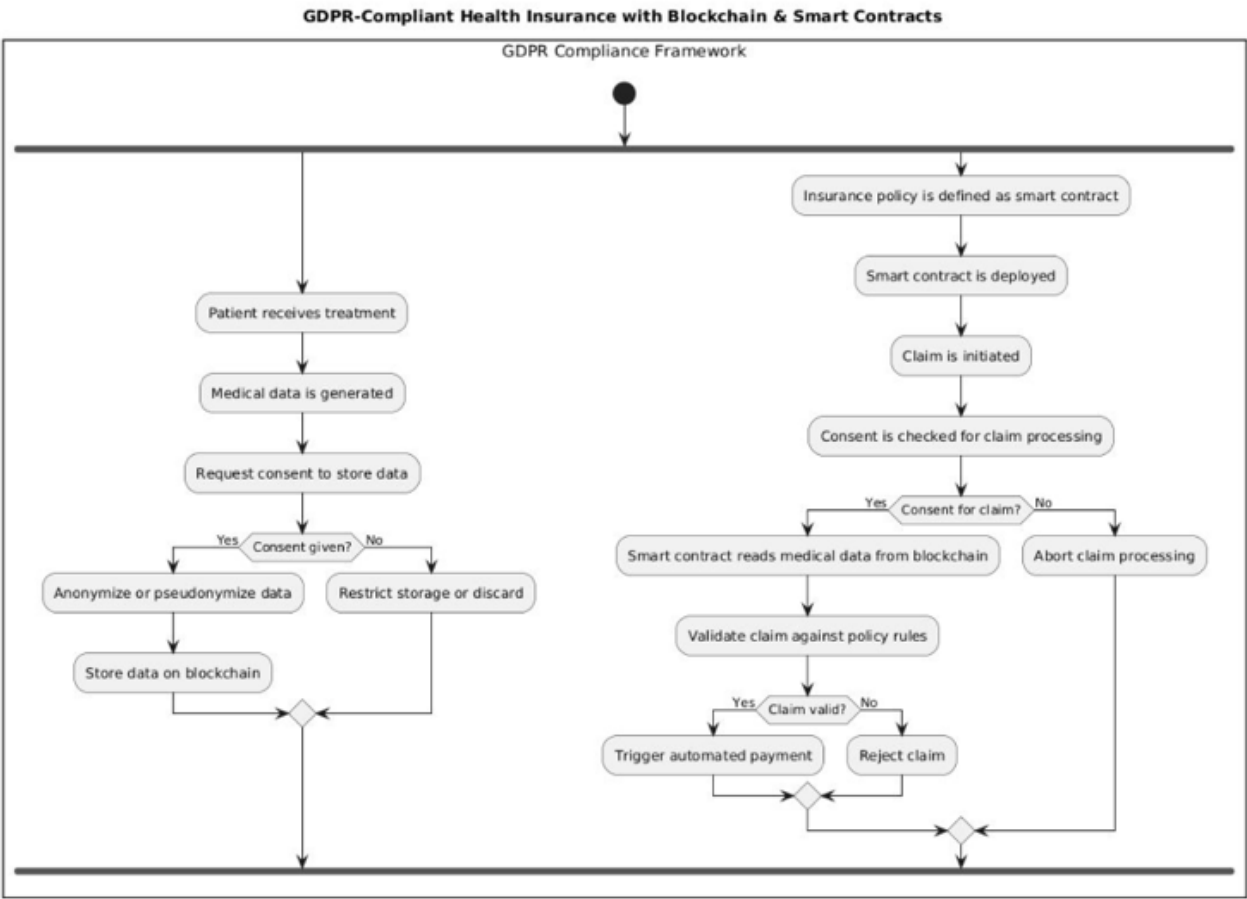 GDPR-Compliant Health Insurance with Blockchain & Smart Contracts
GDPR Compliance Framework
Patient receives treatment
Medical data is generated
Request consent to store data
Consent given?
Yes
No
Anonymize or pseudonymize data
Restrict storage or discard
Store data on blockchain
Insurance policy is defined as smart contract
Smart contract is deployed
Claim is initiated
Consent is checked for claim processing
Consent for claim?
Yes
No
Smart contract reads medical data from blockchain
Abort claim processing
Validate claim against policy rules
Claim valid?
Yes
No
Trigger automated payment
Reject claim